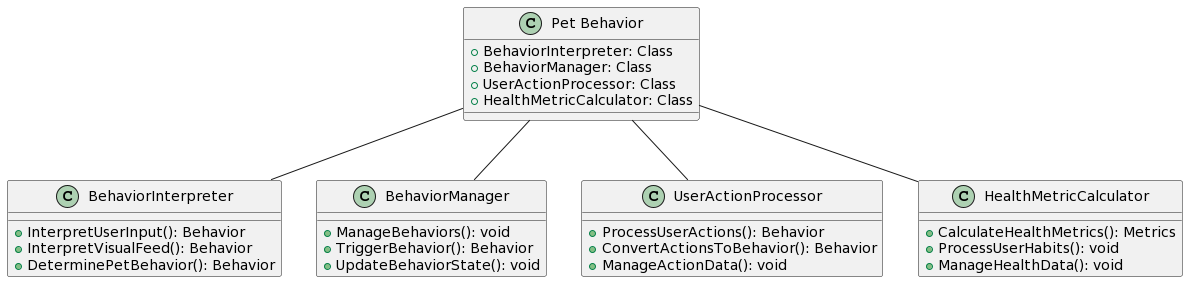 C Pet Behavior
BehaviorInterpreter: Class
BehaviorManager: Class
UserActionProcessor: Class
HealthMetricCalculator: Class
C BehaviorInterpreter
InterpretUserInput(): Behavior
InterpretVisualFeed(): Behavior
DeterminePetBehavior(): Behavior
C BehaviorManager
ManageBehaviors(): void
TriggerBehavior(): Behavior
UpdateBehaviorState(): void
C UserActionProcessor
ProcessUserActions(): Behavior
ConvertActionsToBehavior(): Behavior
ManageActionData(): void
C HealthMetricCalculator
CalculateHealthMetrics(): Metrics
ProcessUserHabits(): void
ManageHealthData(): void